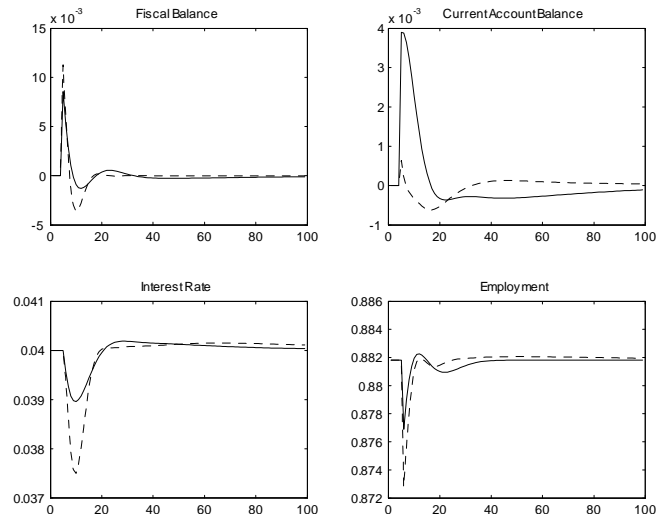 Fiscal Balance
x 10 -3
15
10
5
0
-5
0 20 40 60 80 100
Current Account Balance
x 10 -3
4
3
2
1
0
-1
0 20 40 60 80 100
Interest Rate
0.041
0.04
0.039
0.038
0.037
0 20 40 60 80 100
Employment
0.886
0.884
0.882
0.88
0.878
0.876
0.874
0.872
0 20 40 60 80 100